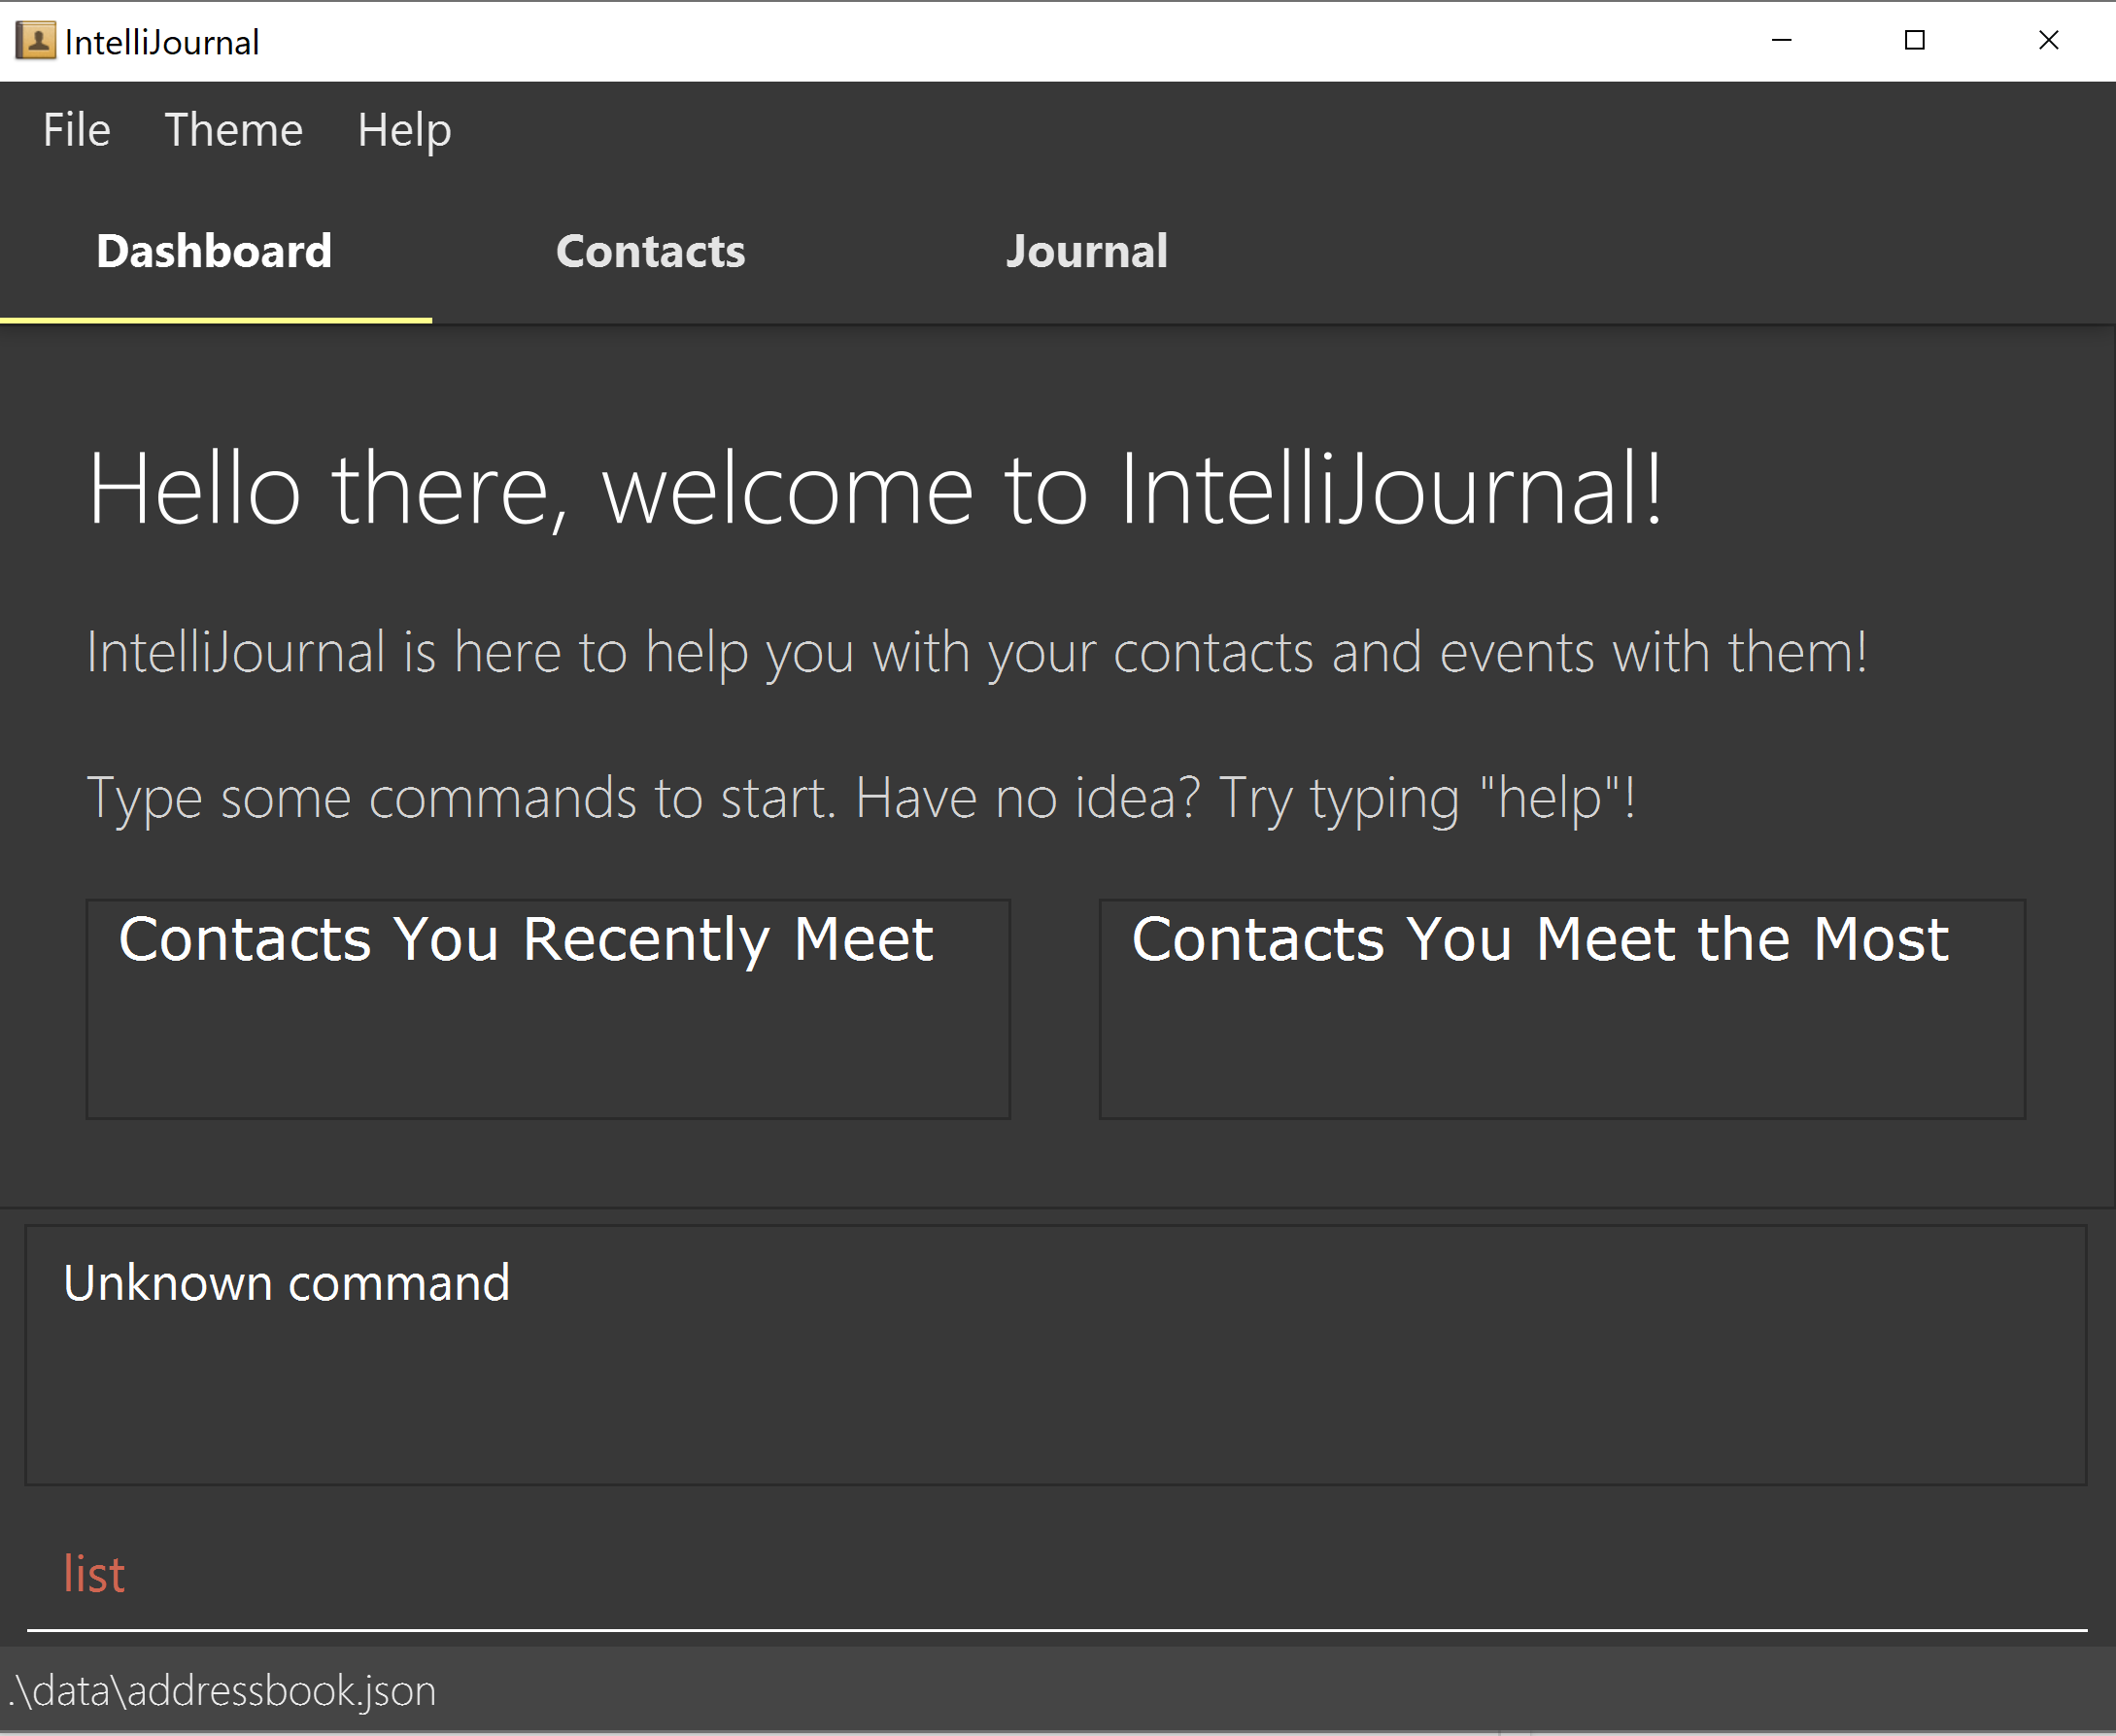 IntelliJournal
File Theme Help
Dashboard Contacts Journal
Hello there, welcome to IntelliJournal!
IntelliJournal is here to help you with your contacts and events with them!
Type some commands to start. Have no idea? Try typing "help"!
Contacts You Recently Meet
Contacts You Meet the Most
Unknown command
list
.\data\addressbook.json